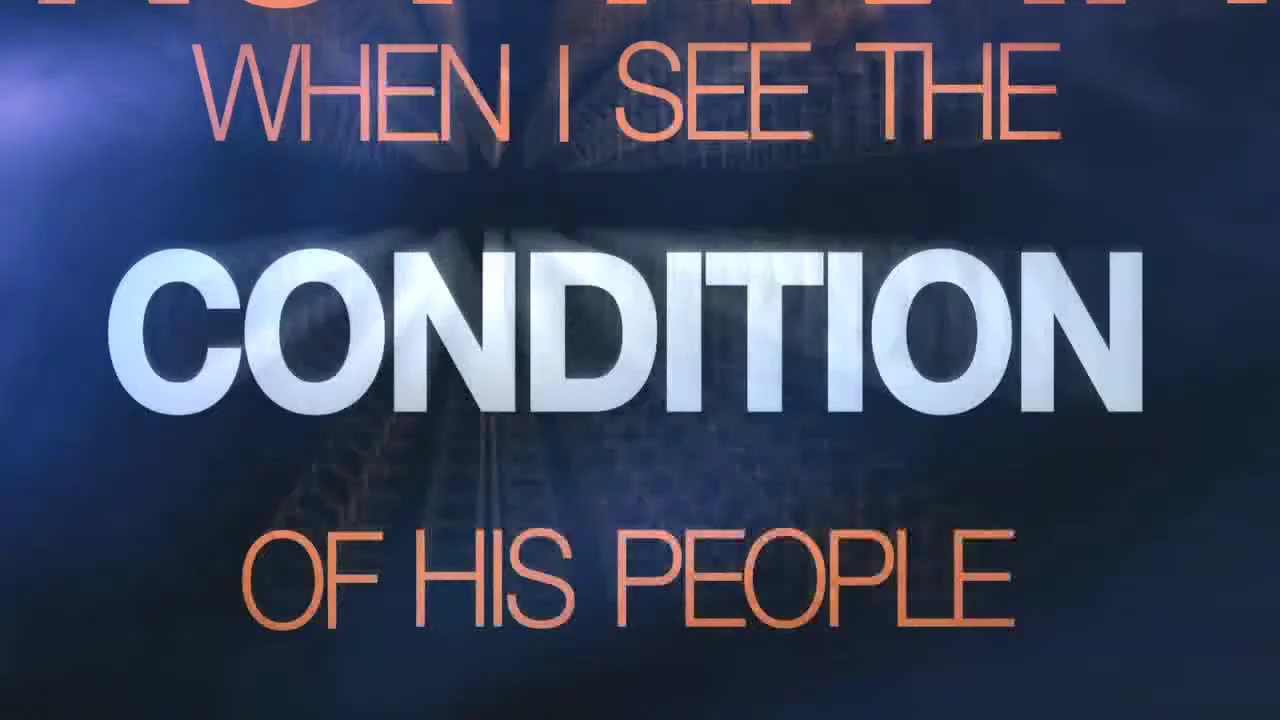 WHEN I SEE THE
CONDITION
OF HIS PEOPLE